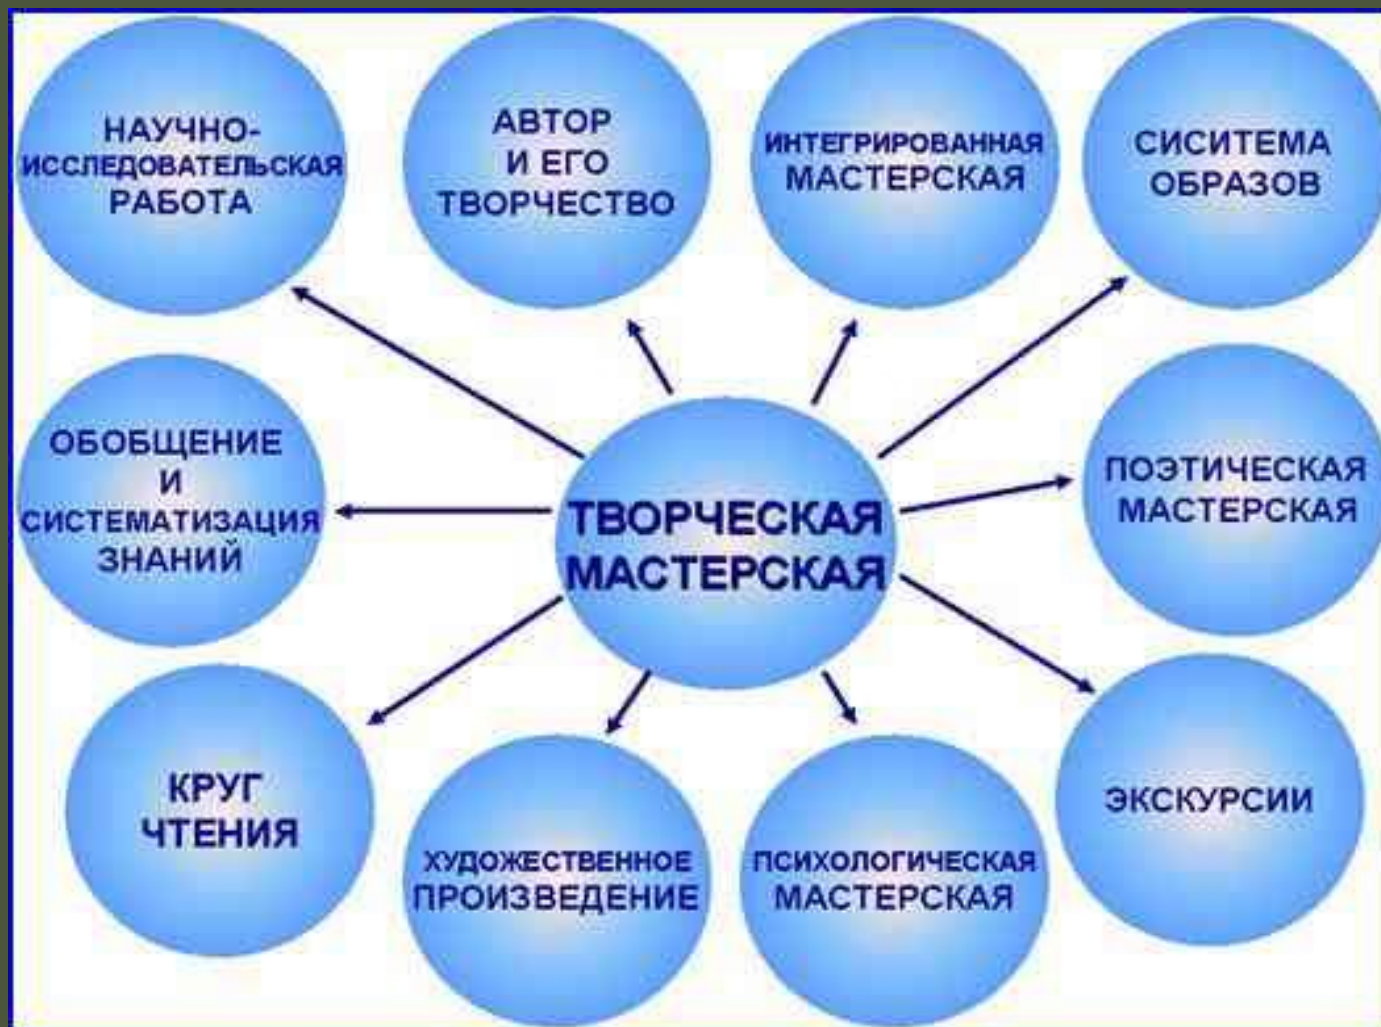 НАУЧНО-
ИССЛЕДОВАТЕЛЬСКАЯ
РАБОТА
АВТОР
И ЕГО
ТВОРЧЕСТВО
ИНТЕГРИРОВАННАЯ
МАСТЕРСКАЯ
СИСИТЕМА
ОБРАЗОВ
ОБОБЩЕНИЕ
И
СИСТЕМАТИЗАЦИЯ
ЗНАНИЙ
ТВОРЧЕСКАЯ
МАСТЕРСКАЯ
ПОЭТИЧЕСКАЯ
МАСТЕРСКАЯ
КРУГ
ЧТЕНИЯ
ХУДОЖЕСТВЕННОЕ
ПРОИЗВЕДЕНИЕ
ПСИХОЛОГИЧЕСКАЯ
МАСТЕРСКАЯ
ЭКСКУРСИИ